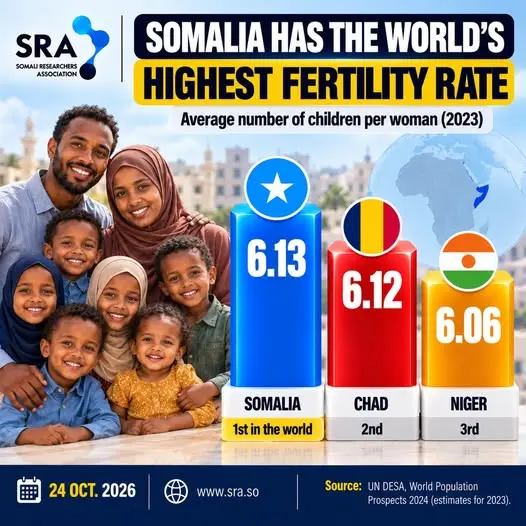 SRA
SOMALI RESEARCHERS
ASSOCIATION
SOMALIA HAS THE WORLD'S
HIGHEST FERTILITY RATE
Average number of children per woman (2023)
6.13
6.12
6.06
SOMALIA
1st in the world
CHAD
2nd
NIGER
3rd
24 OCT. 2026
www.sra.so
Source: UN DESA, World Population
Prospects 2024 (estimates for 2023).